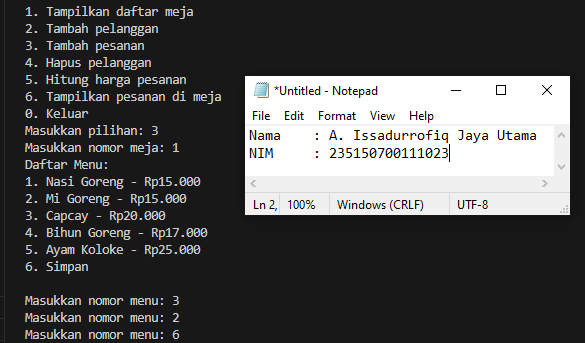 1. Tampilkan daftar meja
2. Tambah pelanggan
3. Tambah pesanan
4. Hapus pelanggan
5. Hitung harga pesanan
6. Tampilkan pesanan di meja
0. Keluar
Masukkan pilihan: 3
Masukkan nomor meja: 1
Daftar Menu:
1. Nasi Goreng - Rp15.000
2. Mi Goreng - Rp15.000
3. Capcay - Rp20.000
4. Bihun Goreng - Rp17.000
5. Ayam Koloke - Rp25.000
6. Simpan
Masukkan nomor menu: 3
Masukkan nomor menu: 2
Masukkan nomor menu: 6
*Untitled - Notepad
File Edit Format View Help
Nama    : A. Issadurrofiq Jaya Utama
NIM     : 235150700111023
Ln 2, 100% Windows (CRLF) UTF-8